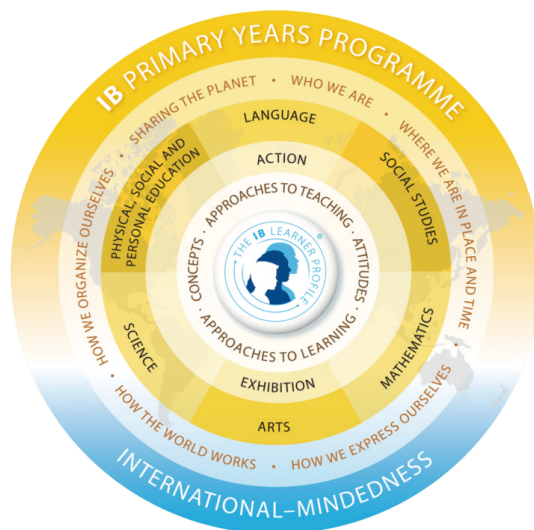 IB PRIMARY YEARS PROGRAMME
SHARING THE PLANET •
WHO WE ARE •
WHERE WE ARE IN PLACE AND TIME •
HOW WE EXPRESS OURSELVES •
HOW THE WORLD WORKS •
HOW WE ORGANIZE OURSELVES •
LANGUAGE
SOCIAL STUDIES
MATHEMATICS
ARTS
SCIENCE
PHYSICAL, SOCIAL AND
PERSONAL EDUCATION
ACTION
EXHIBITION
APPROACHES TO TEACHING •
ATTITUDES •
APPROACHES TO LEARNING •
CONCEPTS •
THE IB LEARNER PROFILE
®
INTERNATIONAL–MINDEDNESS